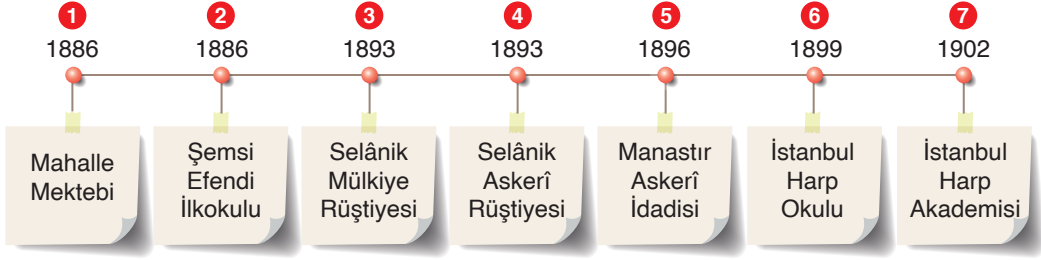 1
1886
Mahalle
Mektebi
2
1886
Şemsi
Efendi
İlkokulu
3
1893
Selânik
Mülkiye
Rüştiyesi
4
1893
Selânik
Askerî
Rüştiyesi
5
1896
Manastır
Askerî
İdadisi
6
1899
İstanbul
Harp
Okulu
7
1902
İstanbul
Harp
Akademisi